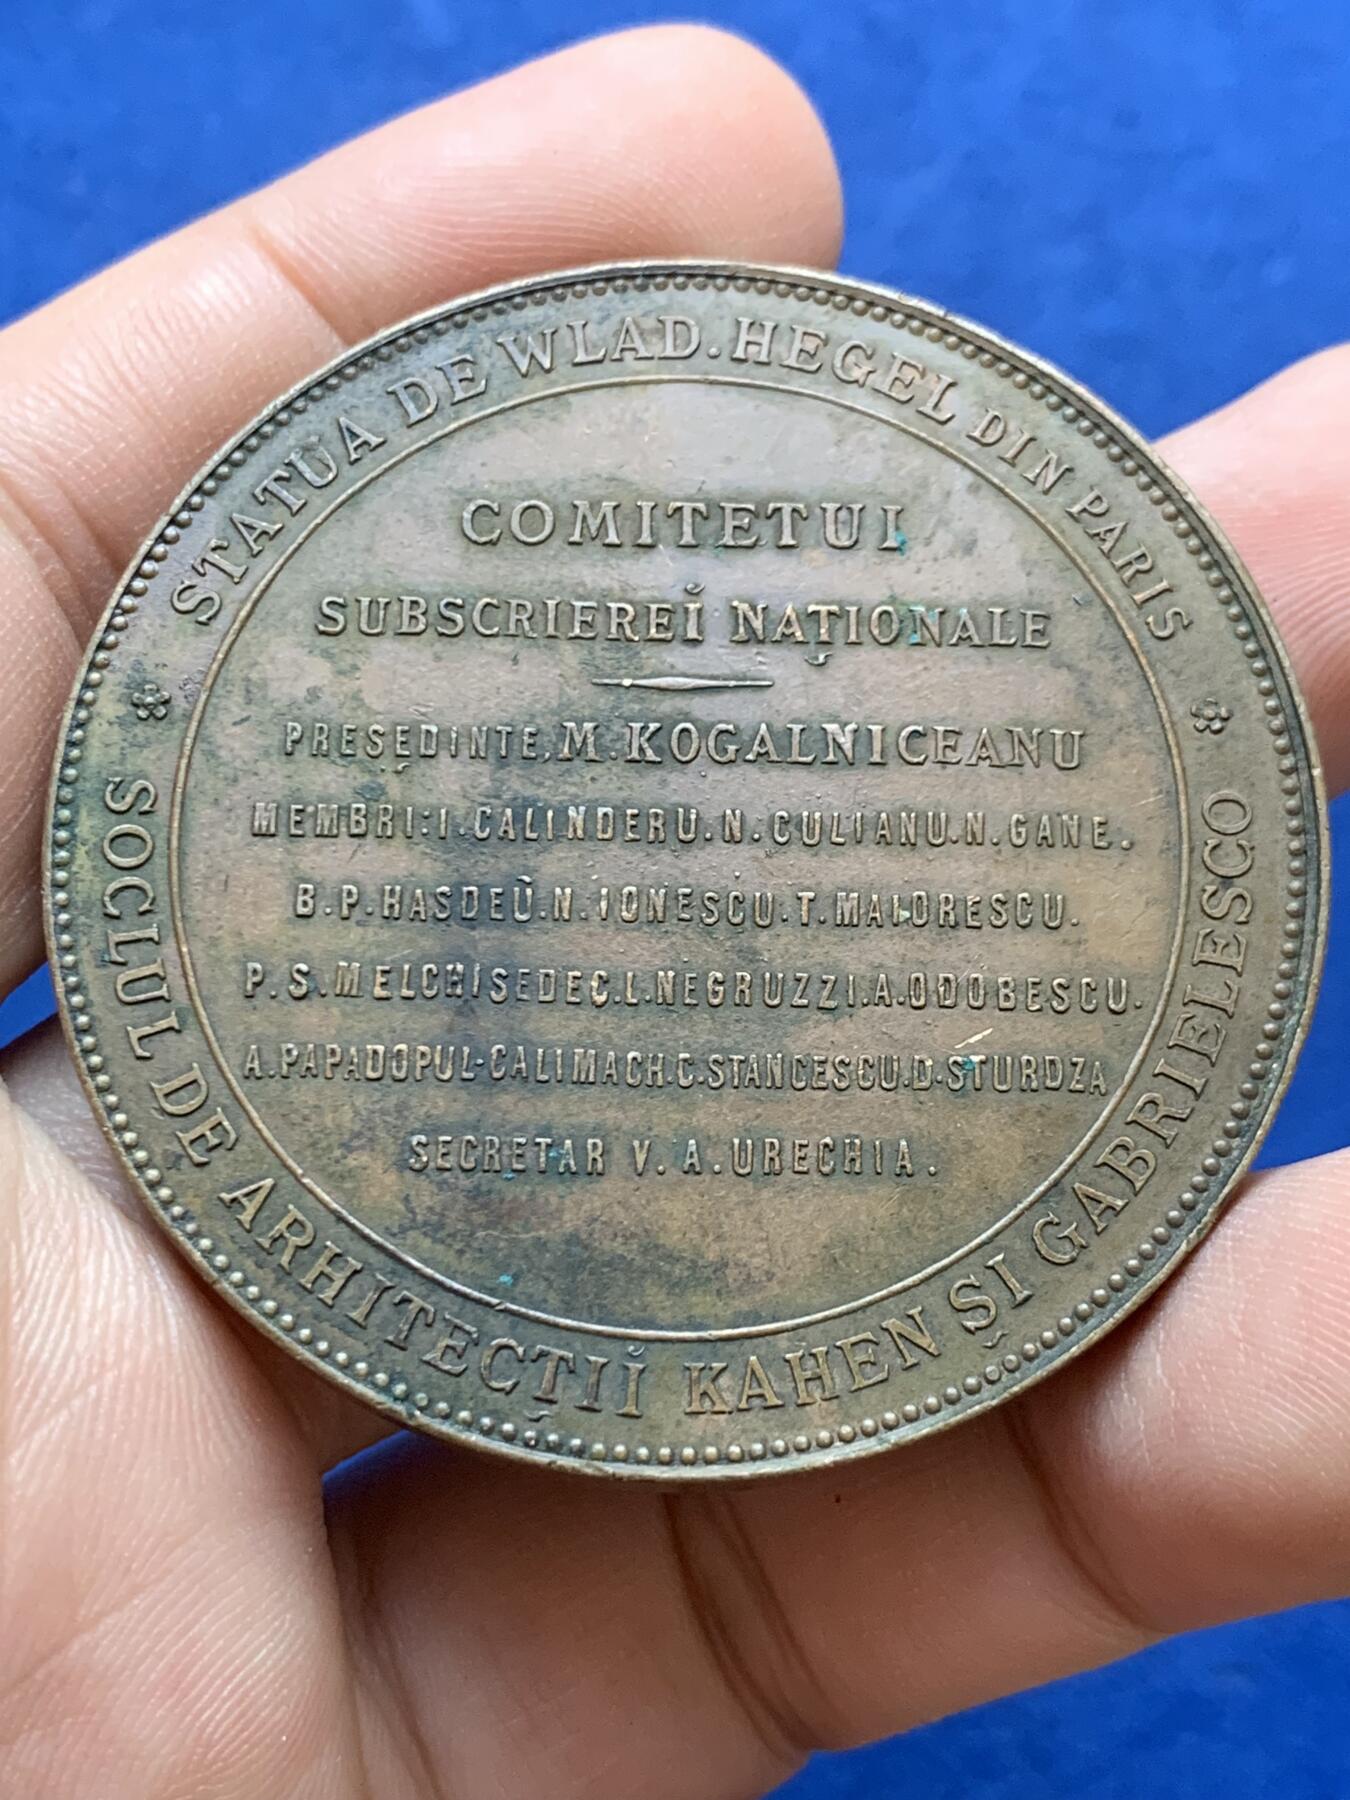 STATUA DE WLAD. HEGEL DIN PARIS
COMITETUI
SUBSCRIEREĬ NAȚIONALE
PREȘEDINTE, M. KOGALNICEANU
MEMBRI: I. CALINDERU. N. CULIANU. N. GANE.
B. P. HASDEŬ. N. IONESCU. T. MAIORESCU.
P. S. MELCHISEDEC. L. NEGRUZZI. A. ODOBESCU.
A. PAPADOPUL-CALIMACH. C. STANCESCU. D. STURDZA
SECRETAR V. A. URECHIA.
SOCLUL DE ARHITECȚIĬ KAHEN ȘI GABRIELESCO